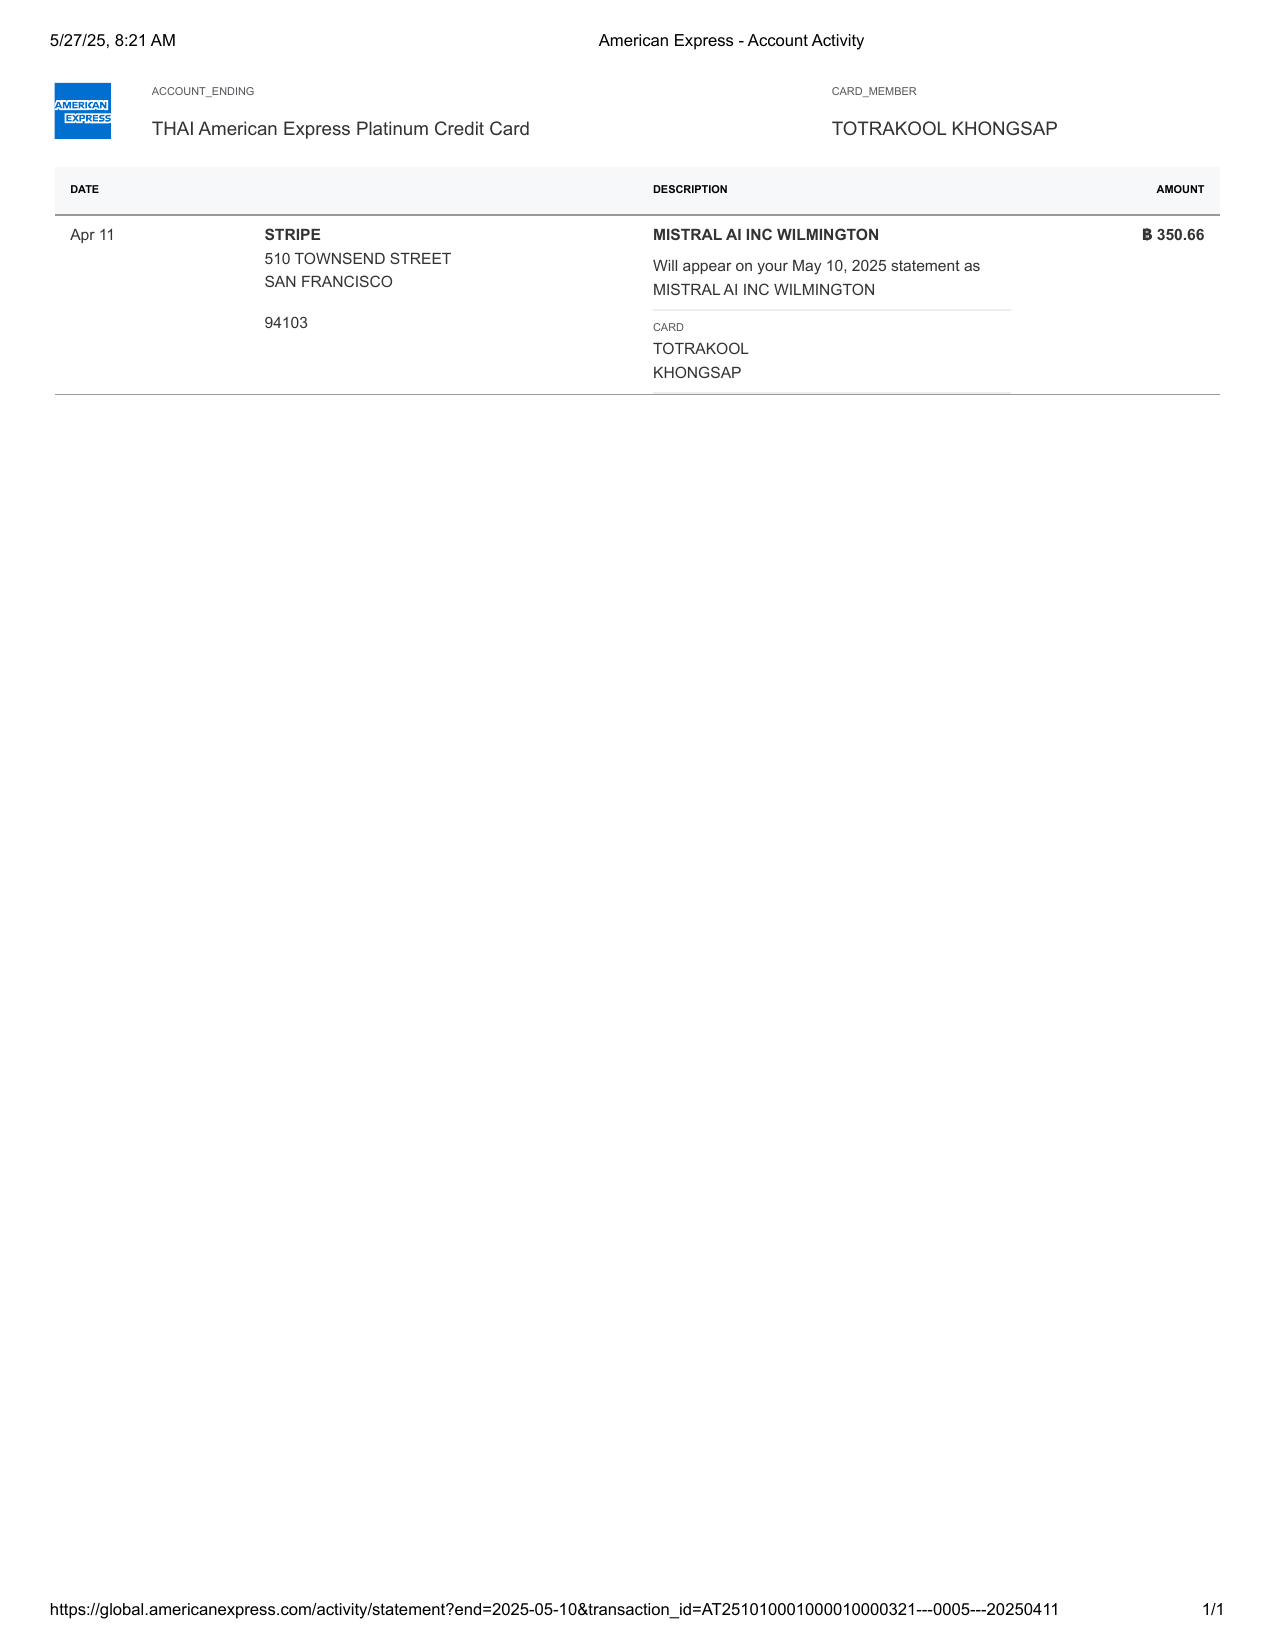 5/27/25, 8:21 AM
American Express - Account Activity
AMERICAN
EXPRESS
ACCOUNT_ENDING
THAI American Express Platinum Credit Card
CARD_MEMBER
TOTRAKOOL KHONGSAP
DATE
DESCRIPTION
AMOUNT
Apr 11
STRIPE
510 TOWNSEND STREET
SAN FRANCISCO
94103
MISTRAL AI INC WILMINGTON
Will appear on your May 10, 2025 statement as
MISTRAL AI INC WILMINGTON
CARD
TOTRAKOOL
KHONGSAP
฿ 350.66
https://global.americanexpress.com/activity/statement?end=2025-05-10&transaction_id=AT251010001000010000321---0005---20250411
1/1